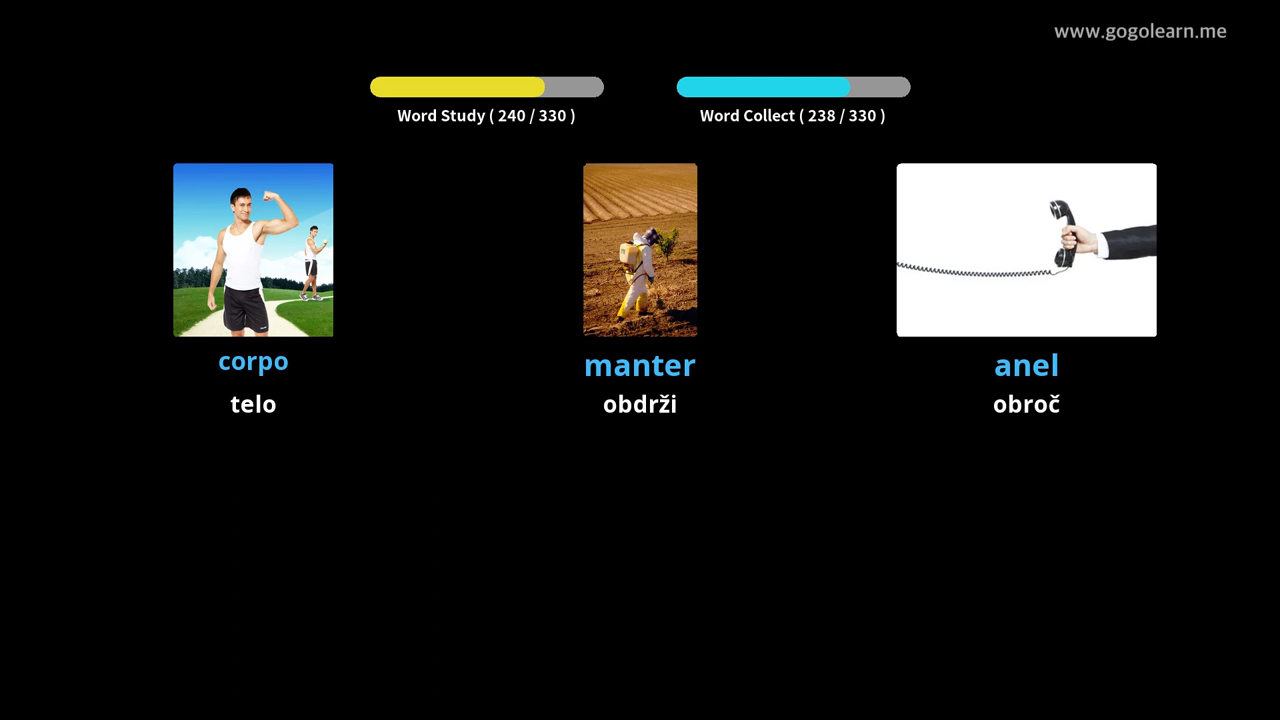 www.gogolearn.me
Word Study ( 240 / 330 )
Word Collect ( 238 / 330 )
corpo
manter
anel
telo
obdrži
obroč